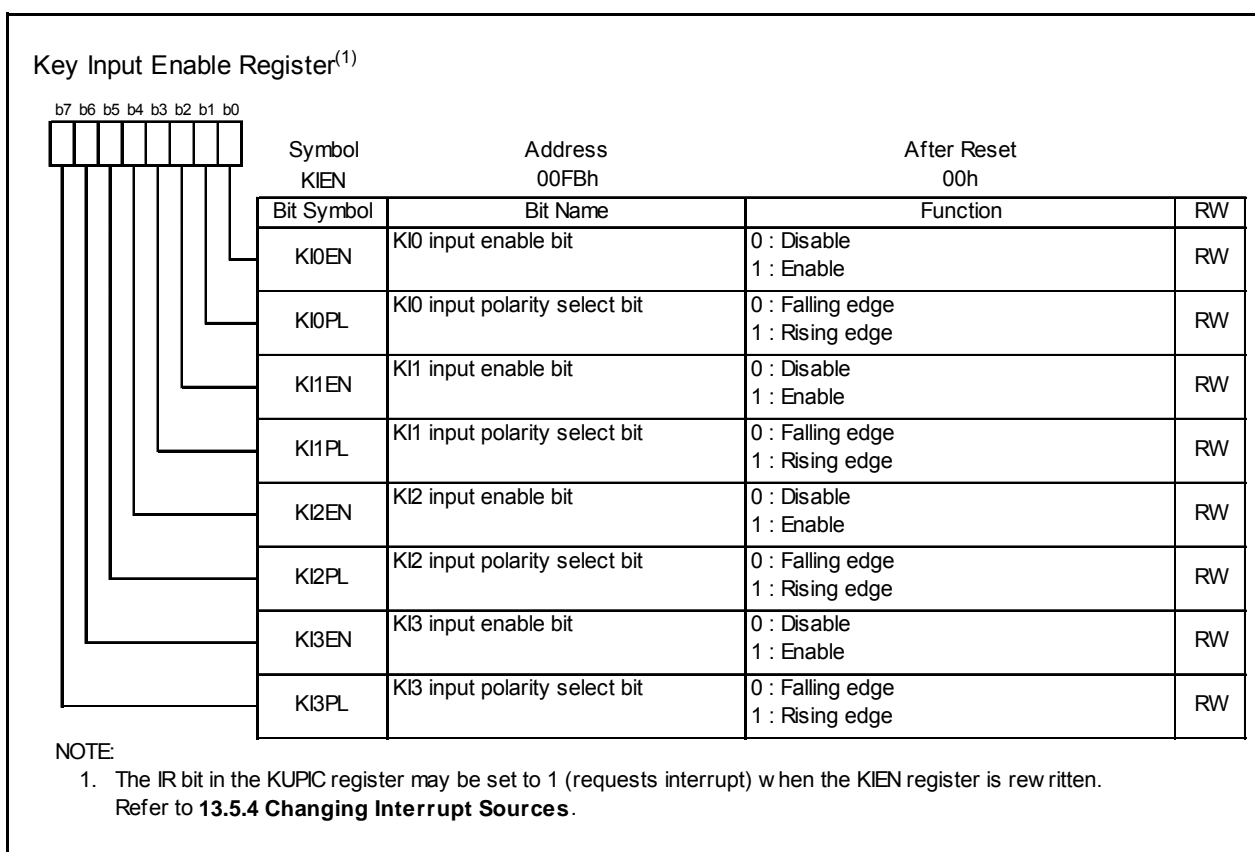 Key Input Enable Register(1)
b7 b6 b5 b4 b3 b2 b1 b0
Symbol Address After Reset
KIEN 00FBh 00h
Bit Symbol Bit Name Function RW
KI0EN KI0 input enable bit 0 : Disable RW
1 : Enable
KI0PL KI0 input polarity select bit 0 : Falling edge RW
1 : Rising edge
KI1EN KI1 input enable bit 0 : Disable RW
1 : Enable
KI1PL KI1 input polarity select bit 0 : Falling edge RW
1 : Rising edge
KI2EN KI2 input enable bit 0 : Disable RW
1 : Enable
KI2PL KI2 input polarity select bit 0 : Falling edge RW
1 : Rising edge
KI3EN KI3 input enable bit 0 : Disable RW
1 : Enable
KI3PL KI3 input polarity select bit 0 : Falling edge RW
1 : Rising edge
NOTE:
1. The IR bit in the KUPIC register may be set to 1 (requests interrupt) when the KIEN register is rewritten.
Refer to 13.5.4 Changing Interrupt Sources.